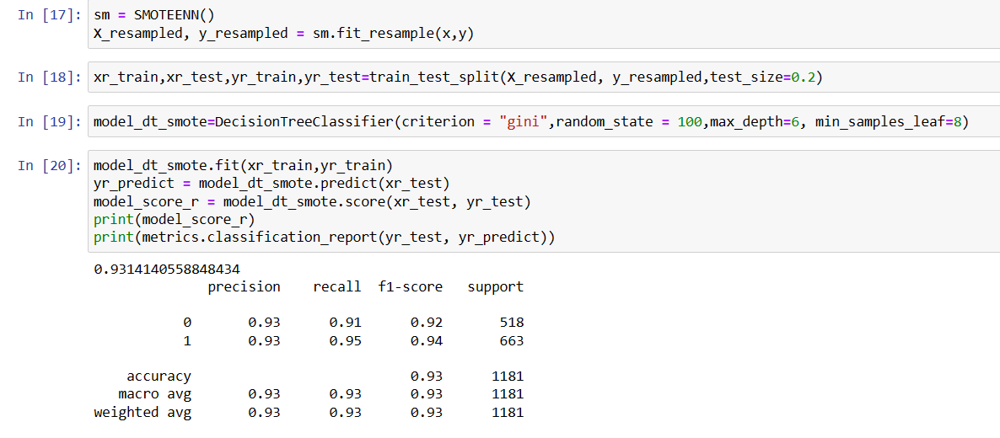 In [17]: sm = SMOTEENN()
X_resampled, y_resampled = sm.fit_resample(x,y)
In [18]: xr_train,xr_test,yr_train,yr_test=train_test_split(X_resampled, y_resampled,test_size=0.2)
In [19]: model_dt_smote=DecisionTreeClassifier(criterion = "gini",random_state = 100,max_depth=6, min_samples_leaf=8)
In [20]: model_dt_smote.fit(xr_train,yr_train)
yr_predict = model_dt_smote.predict(xr_test)
model_score_r = model_dt_smote.score(xr_test, yr_test)
print(model_score_r)
print(metrics.classification_report(yr_test, yr_predict))
0.9314140558848434
precision recall f1-score support
0 0.93 0.91 0.92 518
1 0.93 0.95 0.94 663
accuracy 0.93 1181
macro avg 0.93 0.93 0.93 1181
weighted avg 0.93 0.93 0.93 1181